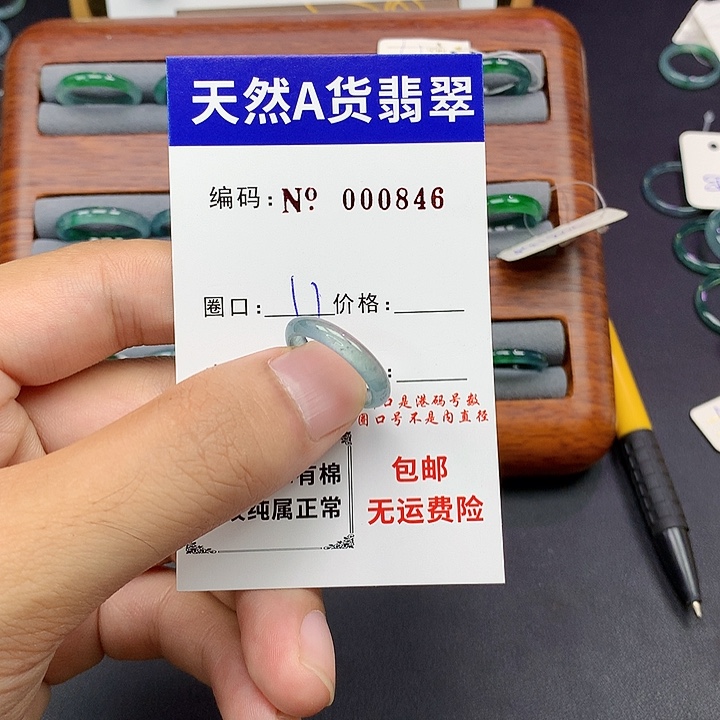 天然A货翡翠
编码:Nº 000846
圈口: 11 价格:
口是港码号数
圈口号不是内直径
有棉
纯属正常
包邮
无运费险